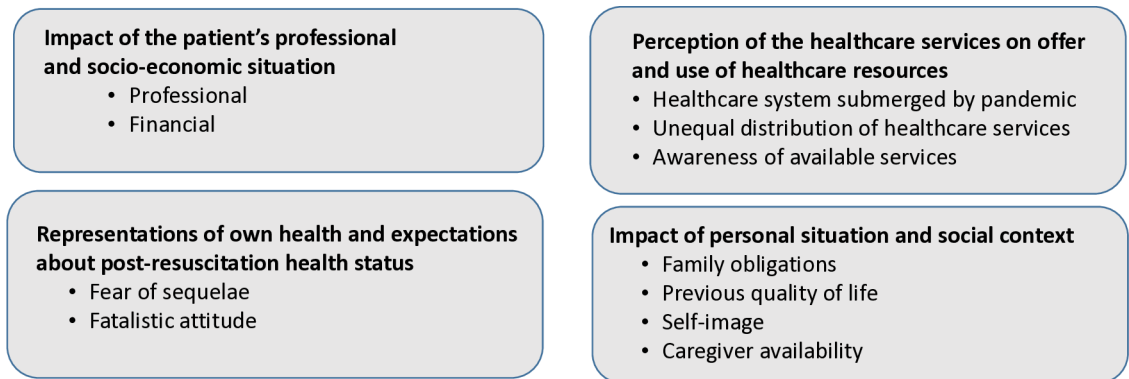 Impact of the patient's professional
and socio-economic situation
• Professional
• Financial
Perception of the healthcare services on offer
and use of healthcare resources
• Healthcare system submerged by pandemic
• Unequal distribution of healthcare services
• Awareness of available services
Representations of own health and expectations
about post-resuscitation health status
• Fear of sequelae
• Fatalistic attitude
Impact of personal situation and social context
• Family obligations
• Previous quality of life
• Self-image
• Caregiver availability